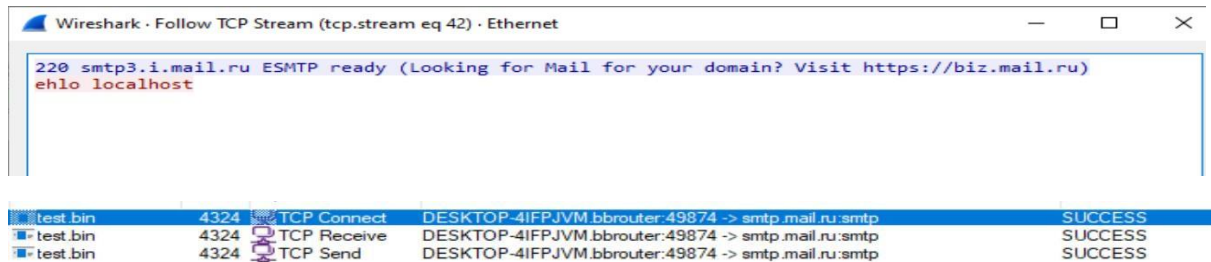 Wireshark · Follow TCP Stream (tcp.stream eq 42) · Ethernet
220 smtp3.i.mail.ru ESMTP ready (Looking for Mail for your domain? Visit https://biz.mail.ru)
ehlo localhost
test.bin 4324 TCP Connect DESKTOP-4IFPJVM.bbrouter:49874 -> smtp.mail.ru:smtp SUCCESS
test.bin 4324 TCP Receive DESKTOP-4IFPJVM.bbrouter:49874 -> smtp.mail.ru:smtp SUCCESS
test.bin 4324 TCP Send DESKTOP-4IFPJVM.bbrouter:49874 -> smtp.mail.ru:smtp SUCCESS